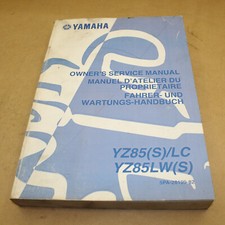 YAMAHA
OWNER'S SERVICE MANUAL
MANUEL D'ATELIER DU
PROPRIETAIRE
FAHRER- UND
WARTUNGS-HANDBUCH
YZ85(S)/LC
YZ85LW(S)